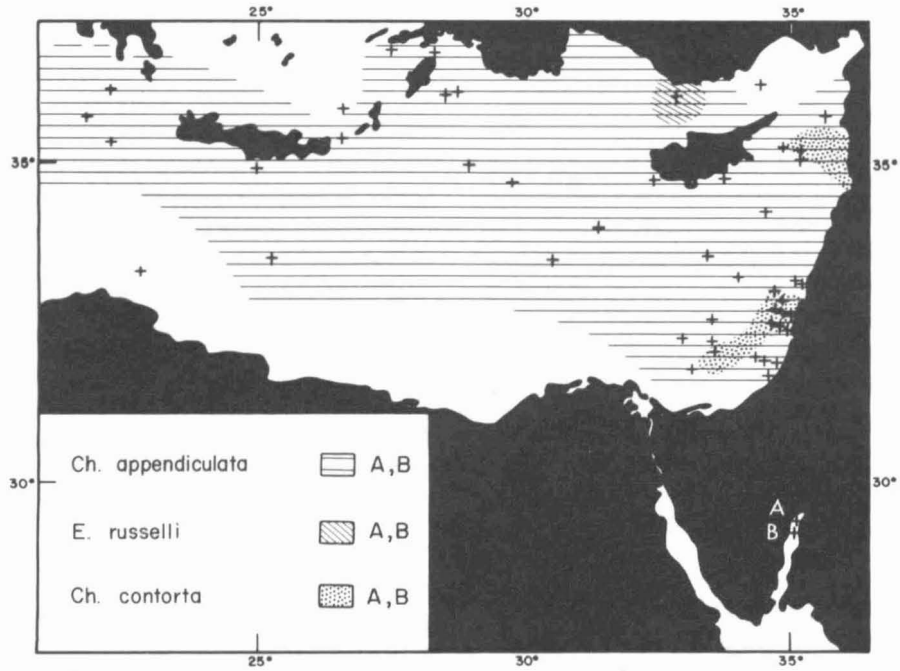 25° 30° 35°
35° 35°
Ch. appendiculata A,B
30° 30°
A
E. russelli A,B
B
Ch. contorta A,B
25° 30° 35°